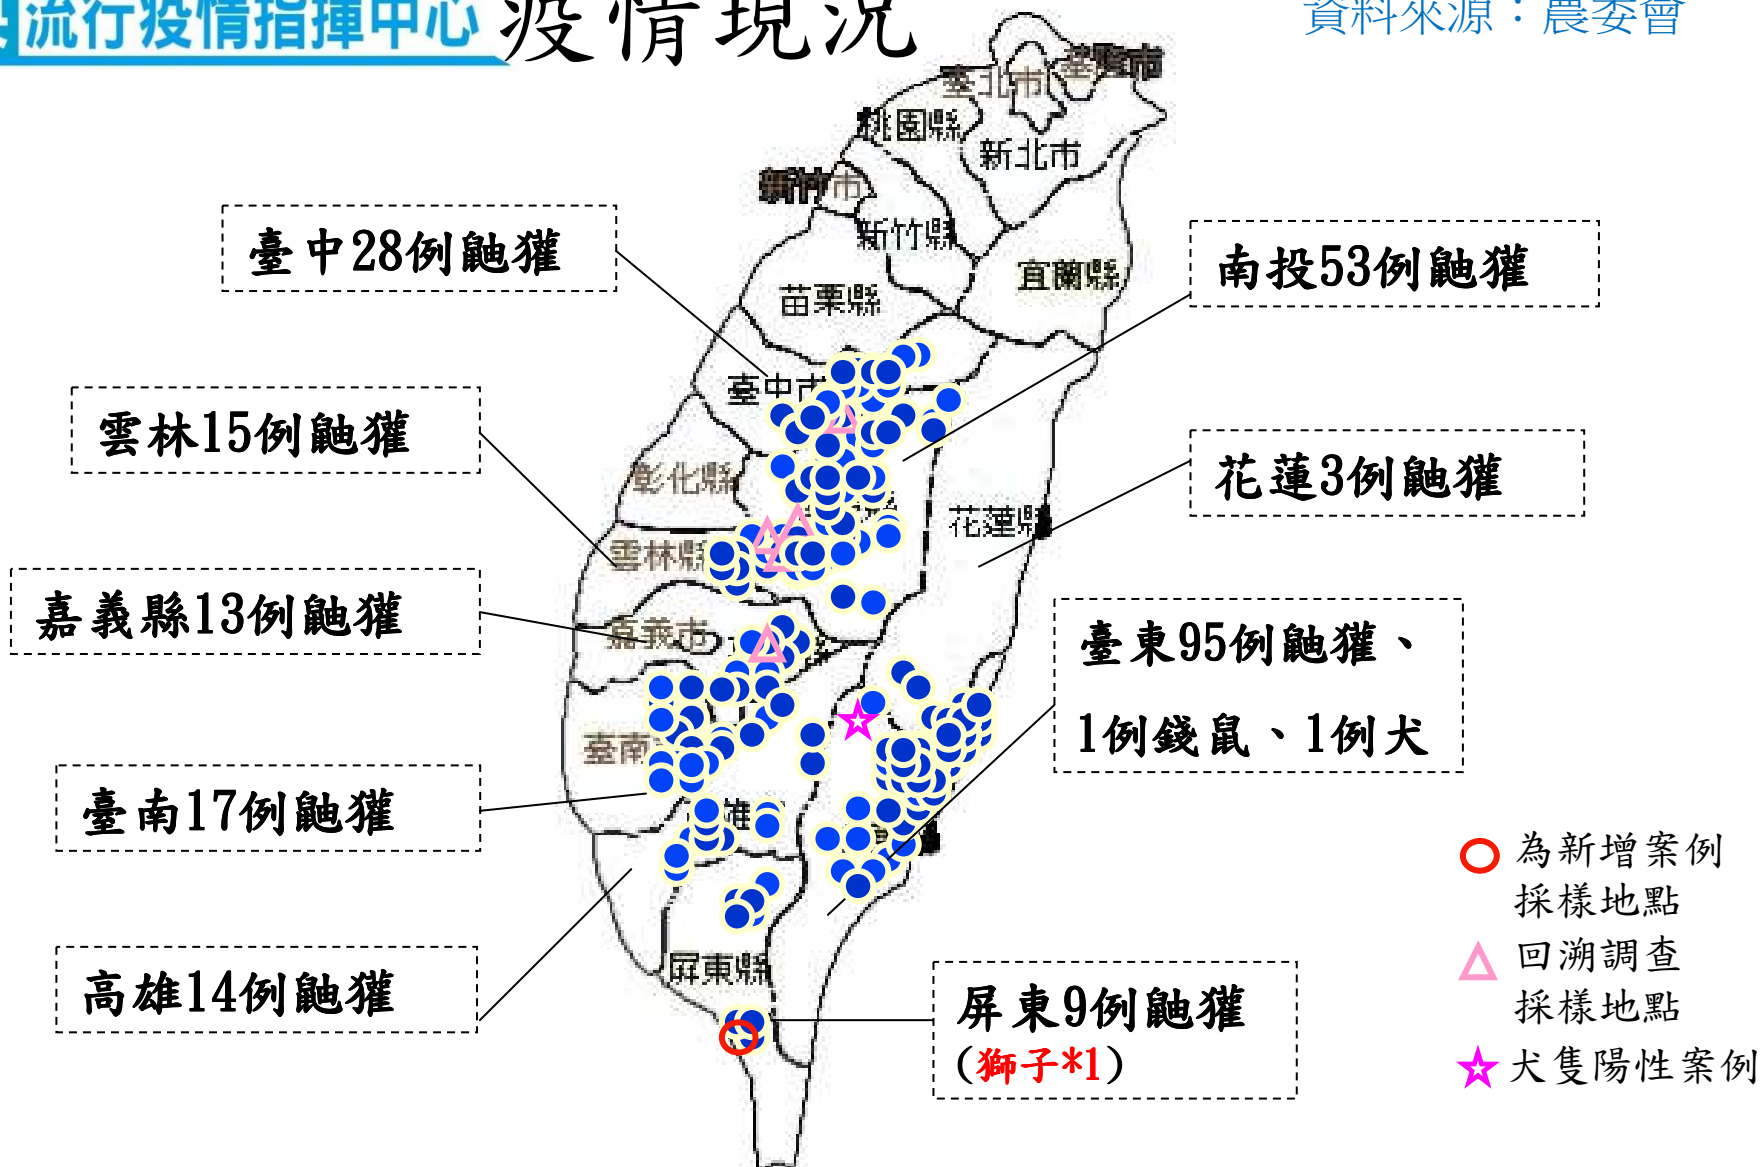 流行疫情指揮中心 疫情現況
資料來源：農委會
臺北市
基隆市
桃園縣
新北市
新竹市
新竹縣
宜蘭縣
苗栗縣
臺中28例鼬獾
南投53例鼬獾
臺中市
雲林15例鼬獾
彰化縣
花蓮3例鼬獾
花蓮縣
雲林縣
嘉義縣13例鼬獾
嘉義市
臺東95例鼬獾、
1例錢鼠、1例犬
臺南
臺南17例鼬獾
雄
高雄14例鼬獾
屏東縣
屏東9例鼬獾
(獅子*1)
為新增案例
採樣地點
回溯調查
採樣地點
犬隻陽性案例